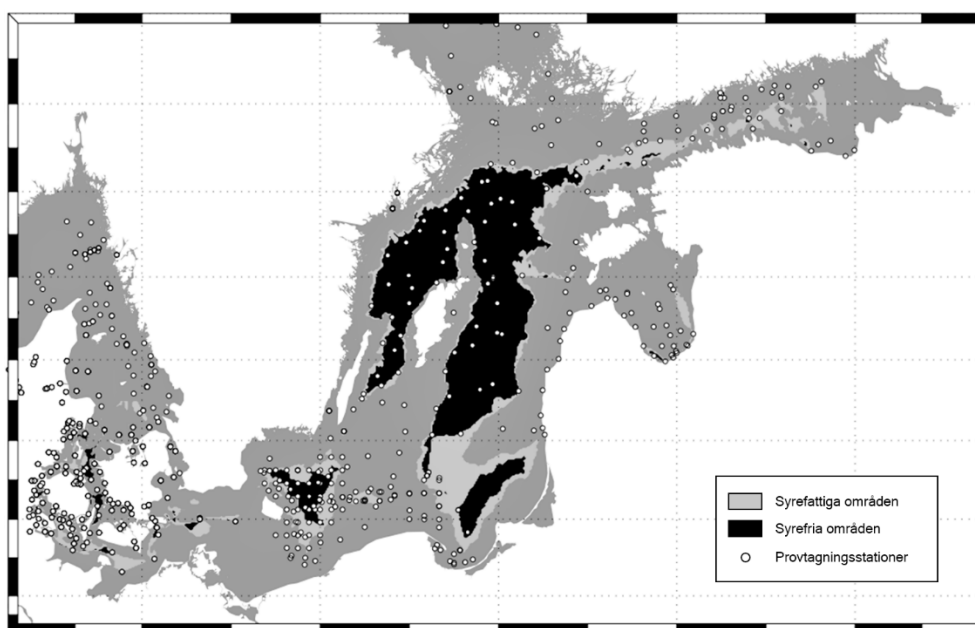 Syrefattiga områden
Syrefria områden
Provtagningsstationer